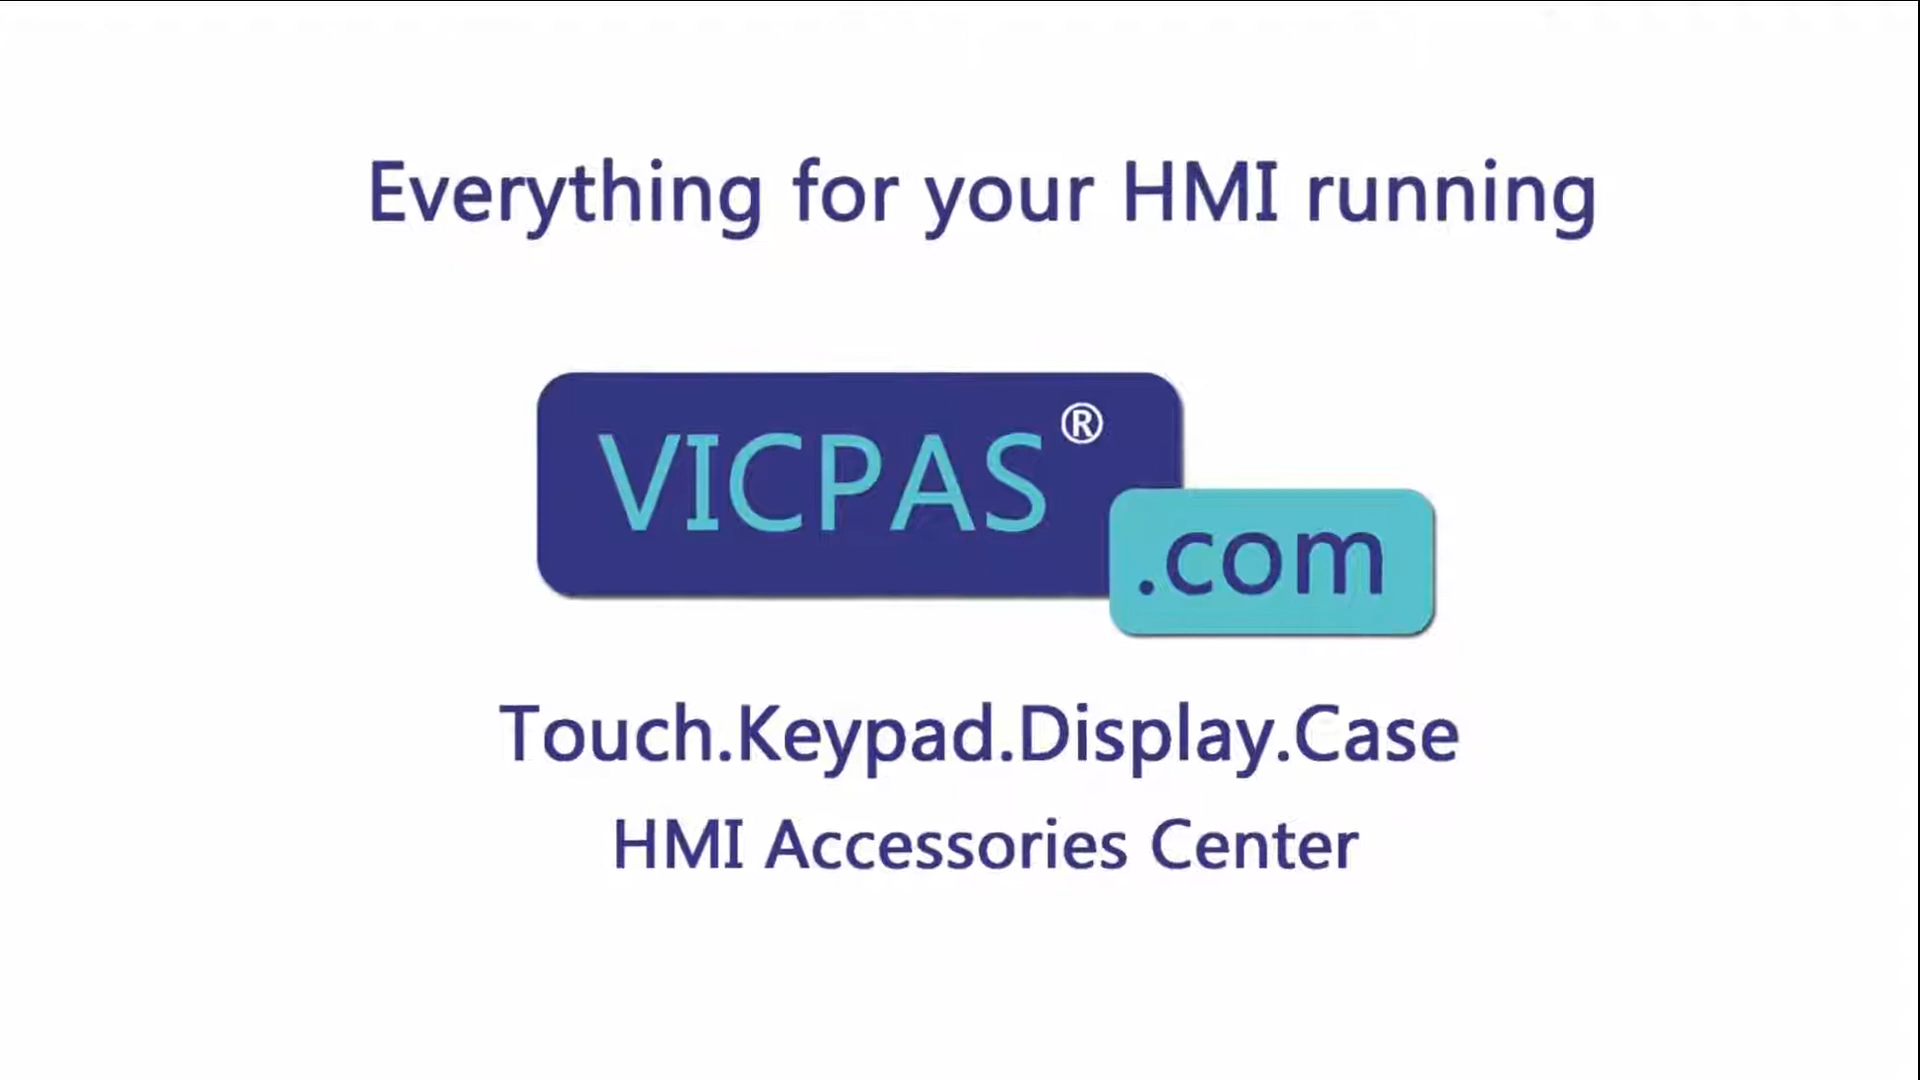 Everything for your HMI running
VICPAS®
.com
Touch.Keypad.Display.Case
HMI Accessories Center